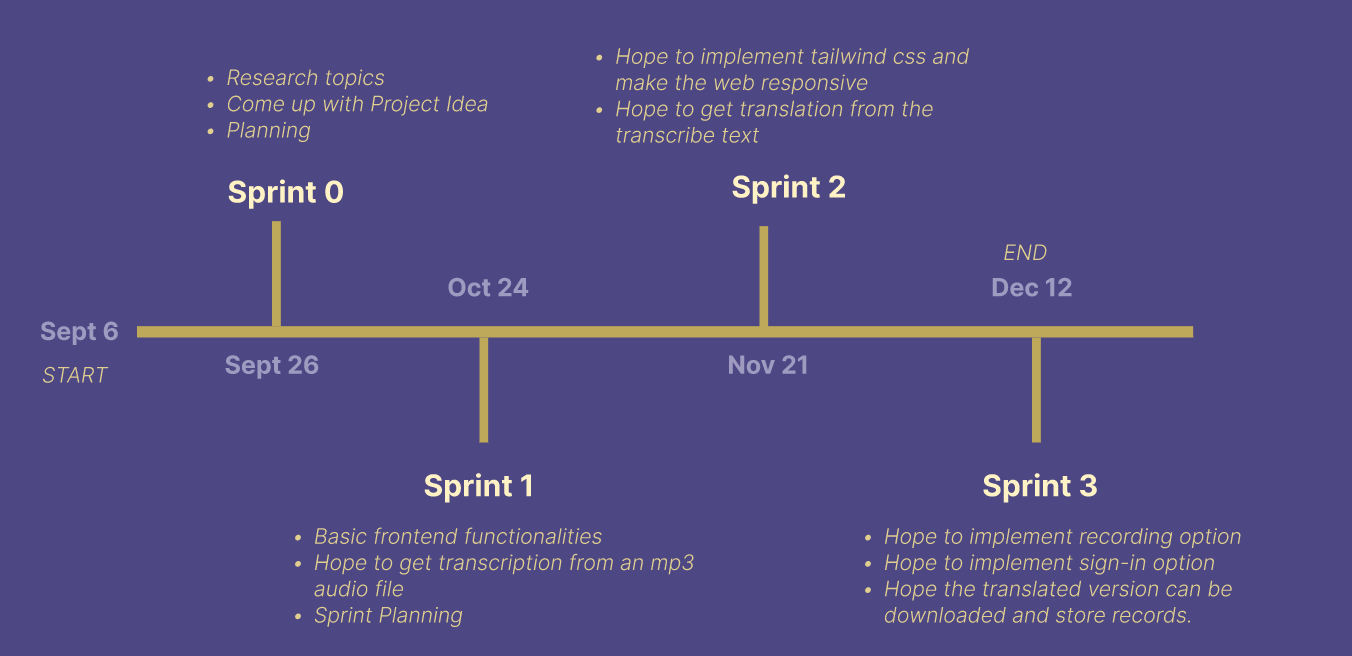 • Research topics
• Come up with Project Idea
• Planning
Sprint 0
• Hope to implement tailwind css and
make the web responsive
• Hope to get translation from the
transcribe text
Sprint 2
Oct 24
END
Dec 12
Sept 6
START
Sept 26
Nov 21
Sprint 1
• Basic frontend functionalities
• Hope to get transcription from an mp3
audio file
• Sprint Planning
Sprint 3
• Hope to implement recording option
• Hope to implement sign-in option
• Hope the translated version can be
downloaded and store records.